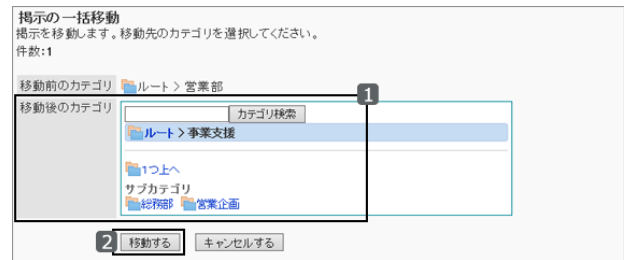 掲示の一括移動
掲示を移動します。移動先のカテゴリを選択してください。
件数:1
移動前のカテゴリ ルート > 営業部
1
移動後のカテゴリ
カテゴリ検索
ルート > 事業支援
1つ上へ
サブカテゴリ
総務部 営業企画
2 移動する キャンセルする